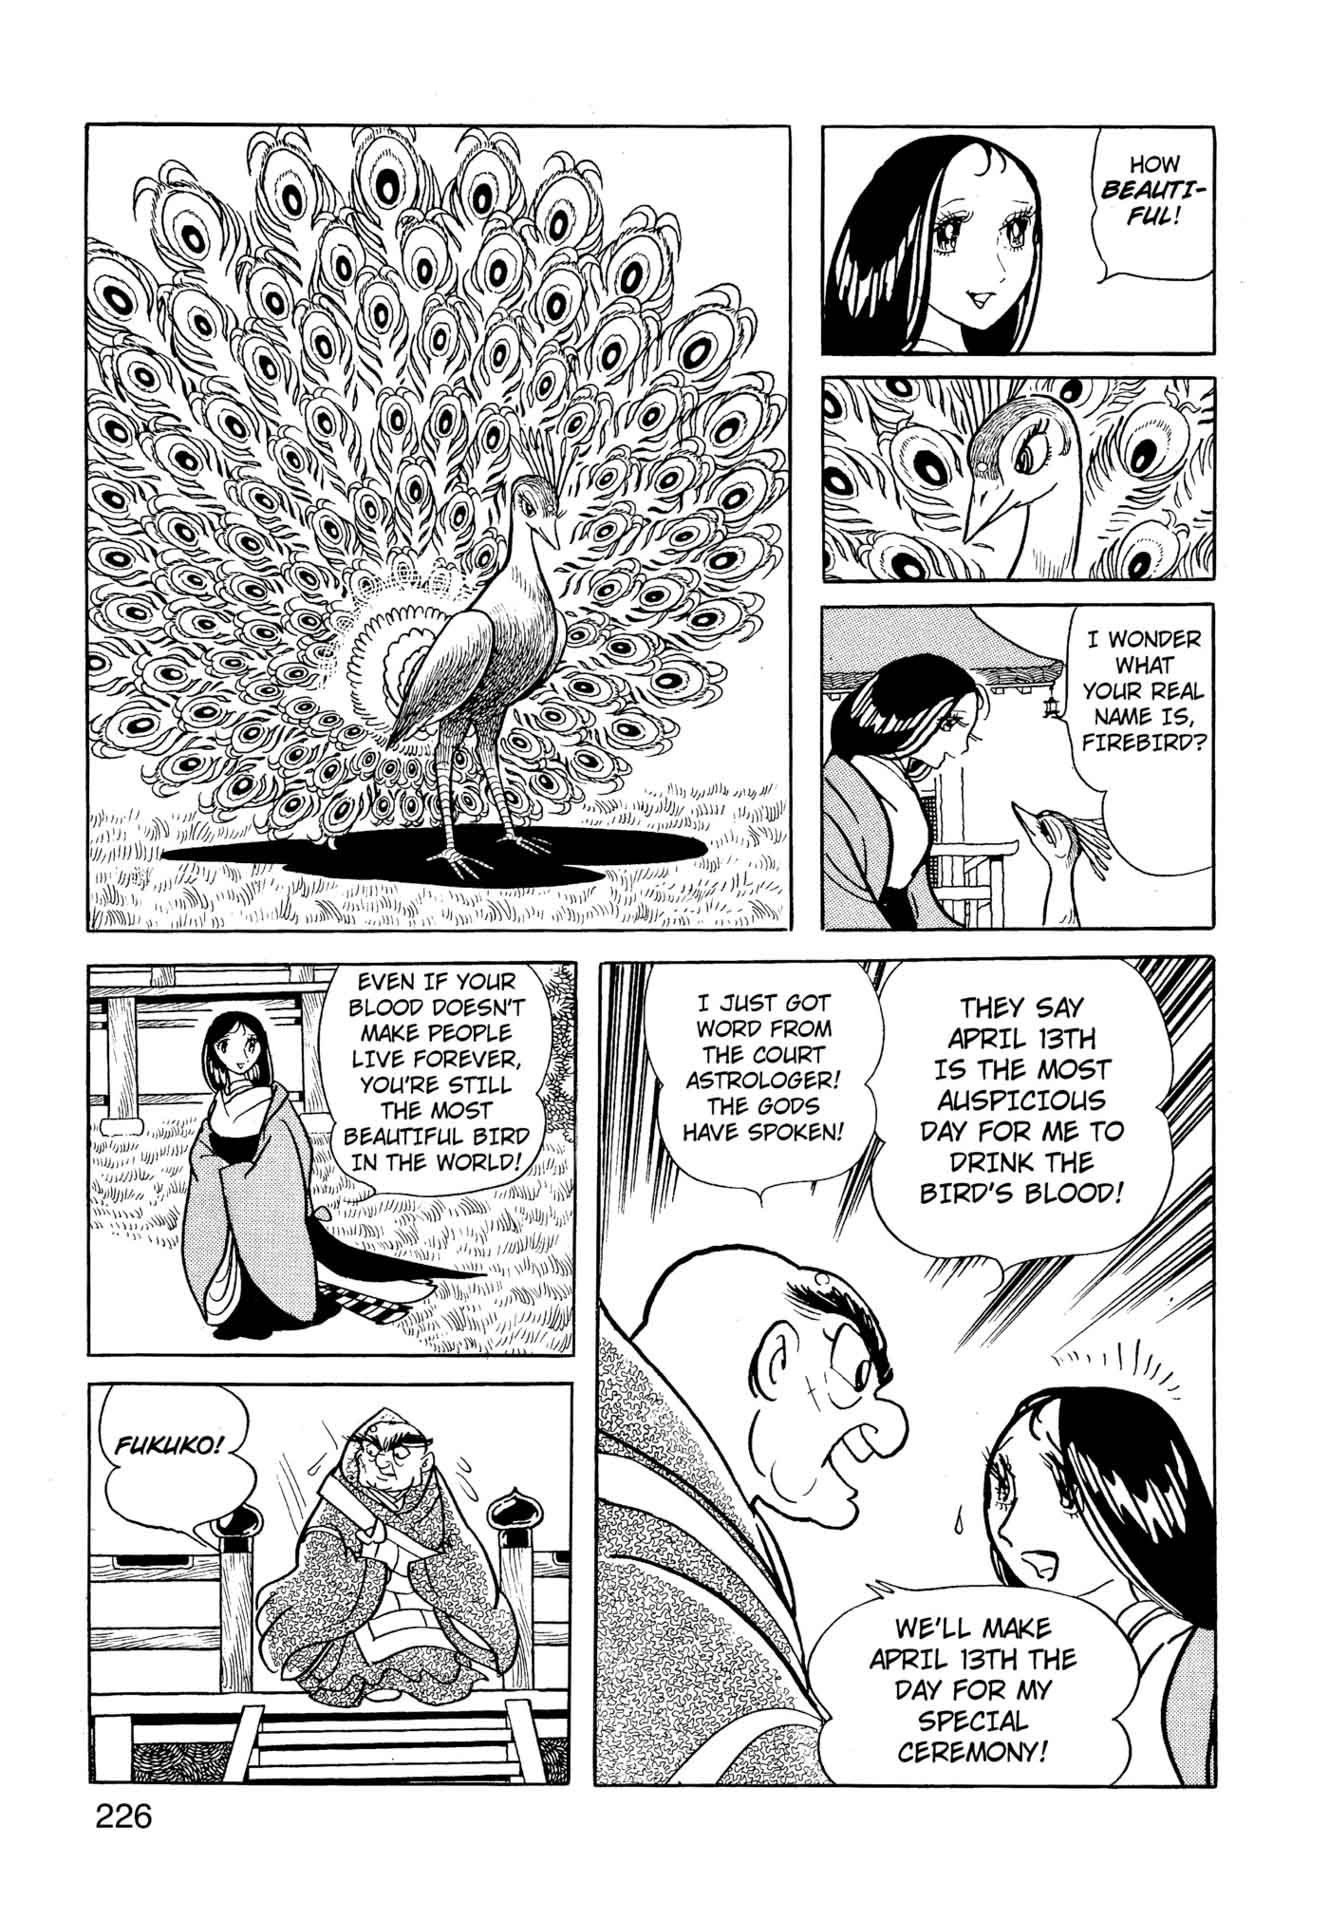 HOW
BEAUTI-
FUL!
I WONDER
WHAT
YOUR REAL
NAME IS,
FIREBIRD?
EVEN IF YOUR
BLOOD DOESN'T
MAKE PEOPLE
LIVE FOREVER,
YOU'RE STILL
THE MOST
BEAUTIFUL BIRD
IN THE WORLD!
FUKUKO!
I JUST GOT
WORD FROM
THE COURT
ASTROLOGER!
THE GODS
HAVE SPOKEN!
THEY SAY
APRIL 13TH
IS THE MOST
AUSPICIOUS
DAY FOR ME TO
DRINK THE
BIRD'S BLOOD!
WE'LL MAKE
APRIL 13TH THE
DAY FOR MY
SPECIAL
CEREMONY!
226